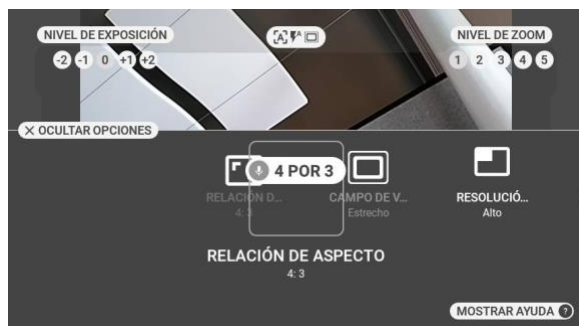 NIVEL DE EXPOSICIÓN
A
A
NIVEL DE ZOOM
-2 -1 0 +1 +2
1 2 3 4 5
OCULTAR OPCIONES
4 POR 3
RELACIÓN D...
CAMPO DE V...
RESOLUCIÓ...
4: 3
Estrecho
Alto
RELACIÓN DE ASPECTO
4: 3
MOSTRAR AYUDA ?